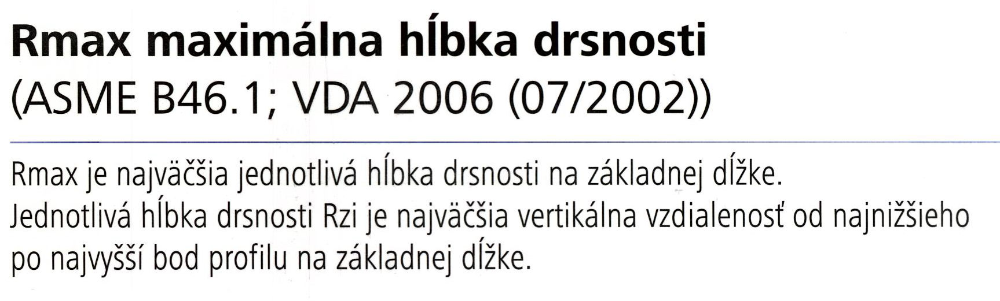 Rmax maximálna hĺbka drsnosti
(ASME B46.1; VDA 2006 (07/2002))
Rmax je najväčšia jednotlivá hĺbka drsnosti na základnej dĺžke.
Jednotlivá hĺbka drsnosti Rzi je najväčšia vertikálna vzdialenosť od najnižšieho
po najvyšší bod profilu na základnej dĺžke.